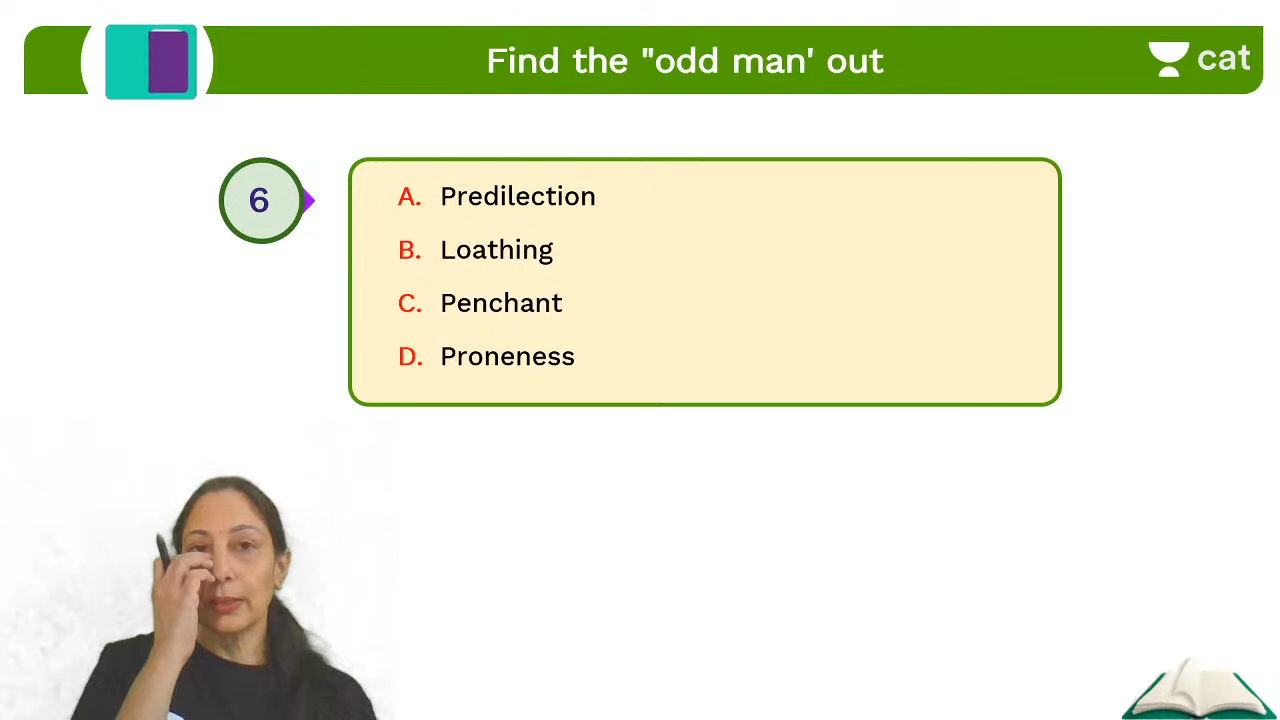 Find the "odd man' out
cat
6
A. Predilection
B. Loathing
C. Penchant
D. Proneness